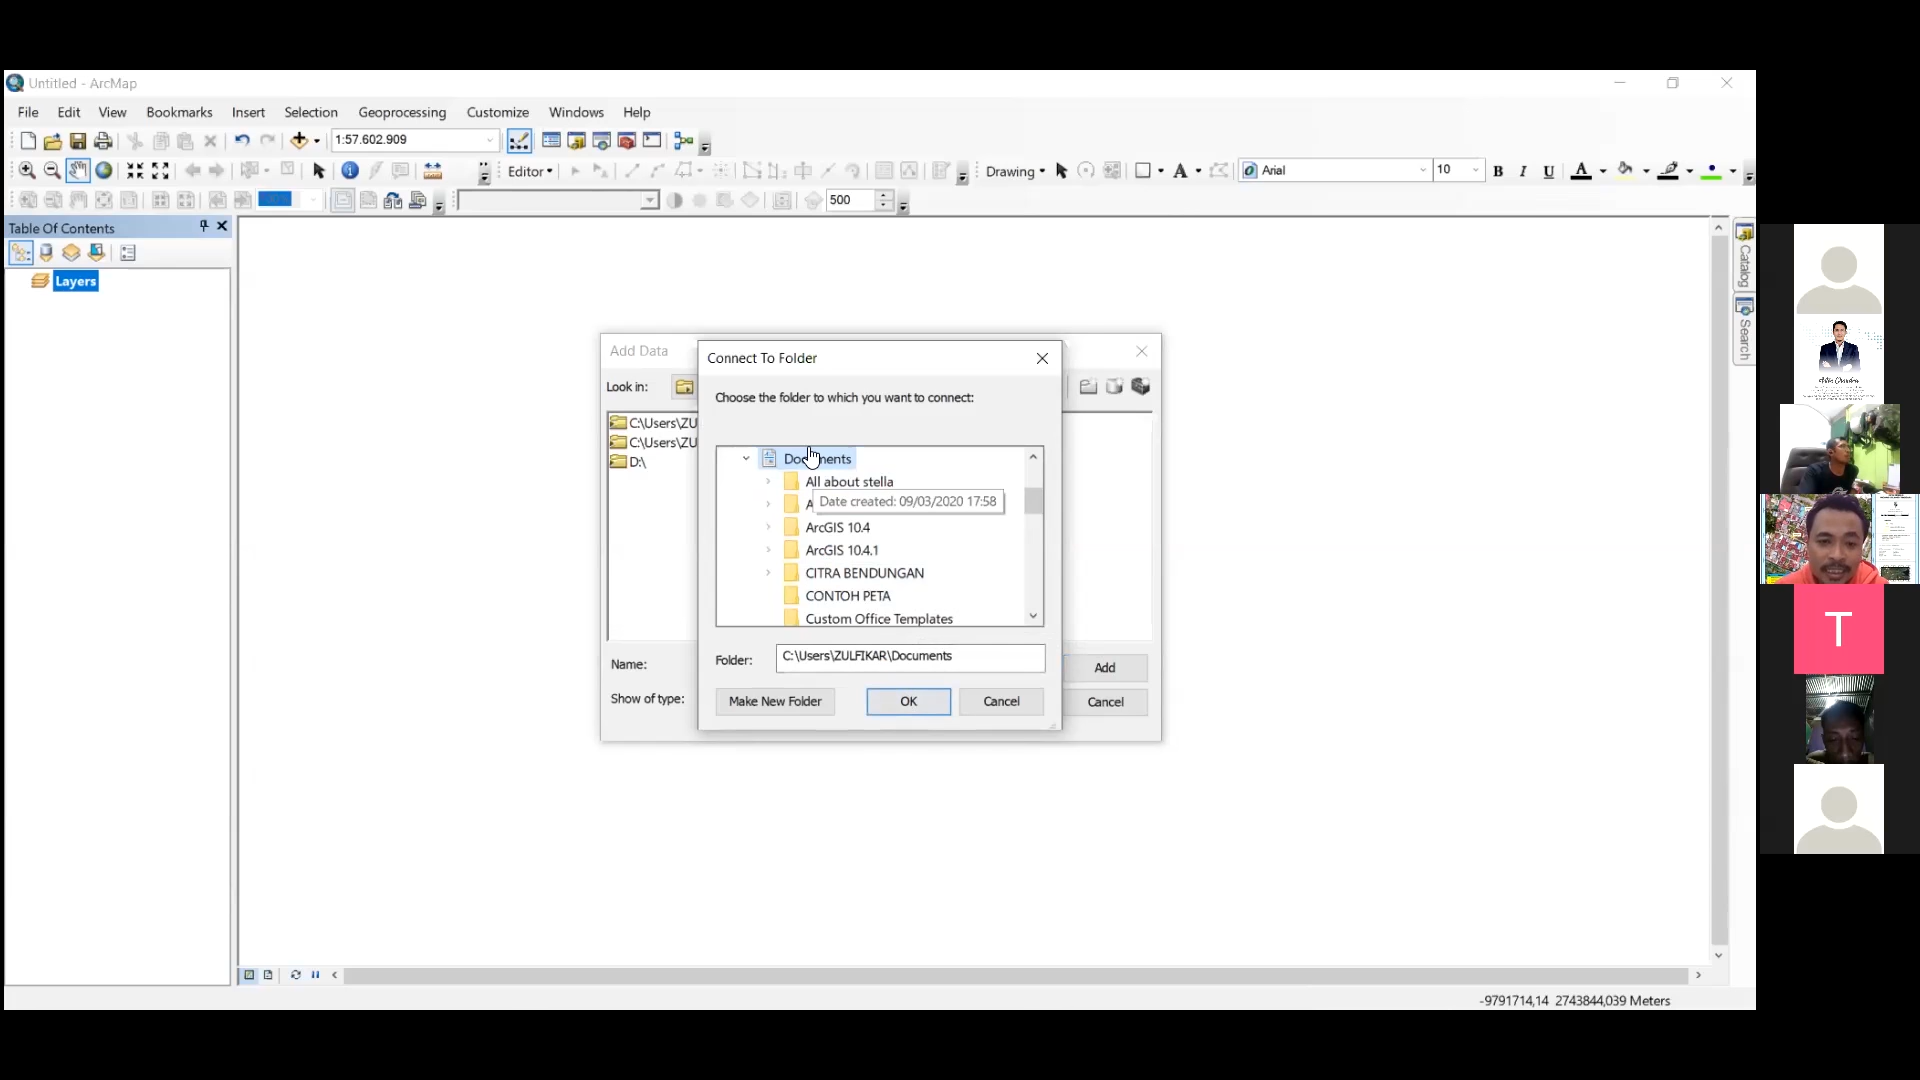 Untitled - ArcMap
File Edit View Bookmarks Insert Selection Geoprocessing Customize Windows Help
1:57.602.909
Editor
Drawing
A
Arial
10
B I U A
500
Table Of Contents
Layers
Catalog
Search
Add Data
Look in:
C:\Users\ZU
C:\Users\ZU
D:\
Name:
Show of type:
Add
Cancel
Connect To Folder
Choose the folder to which you want to connect:
Documents
All about stella
Date created: 09/03/2020 17:58
ArcGIS 10.4
ArcGIS 10.4.1
CITRA BENDUNGAN
CONTOH PETA
Custom Office Templates
Folder: C:\Users\ZULFIKAR\Documents
Make New Folder OK Cancel
-9791714,14 2743844,039 Meters
T